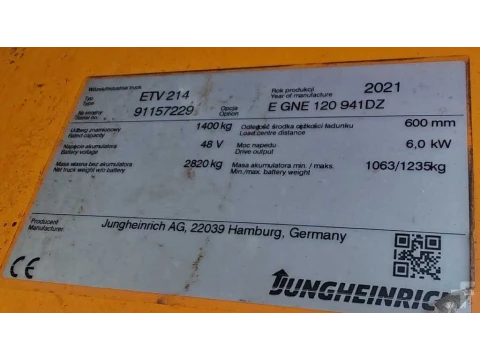 Wózek/Industrial truck
Typ ETV 214 Rok produkcji 2021
Type Year of manufacture
Nr seryjny 91157229 Opcja E GNE 120 941DZ
Serial no. Option
Udźwig znamionowy 1400 kg Odległość środka ciężkości ładunku 600 mm
Rated capacity Load centre distance
Napięcie akumulatora 48 V Moc napędu 6,0 kW
Battery voltage Drive output
Masa własna bez akumulatora 2820 kg Masa akumulatora min. / maks. 1063/1235kg
Net truck weight w/o battery Min./max. battery weight
Producent Jungheinrich AG, 22039 Hamburg, Germany
Manufacturer
CE JUNGHEINRICH